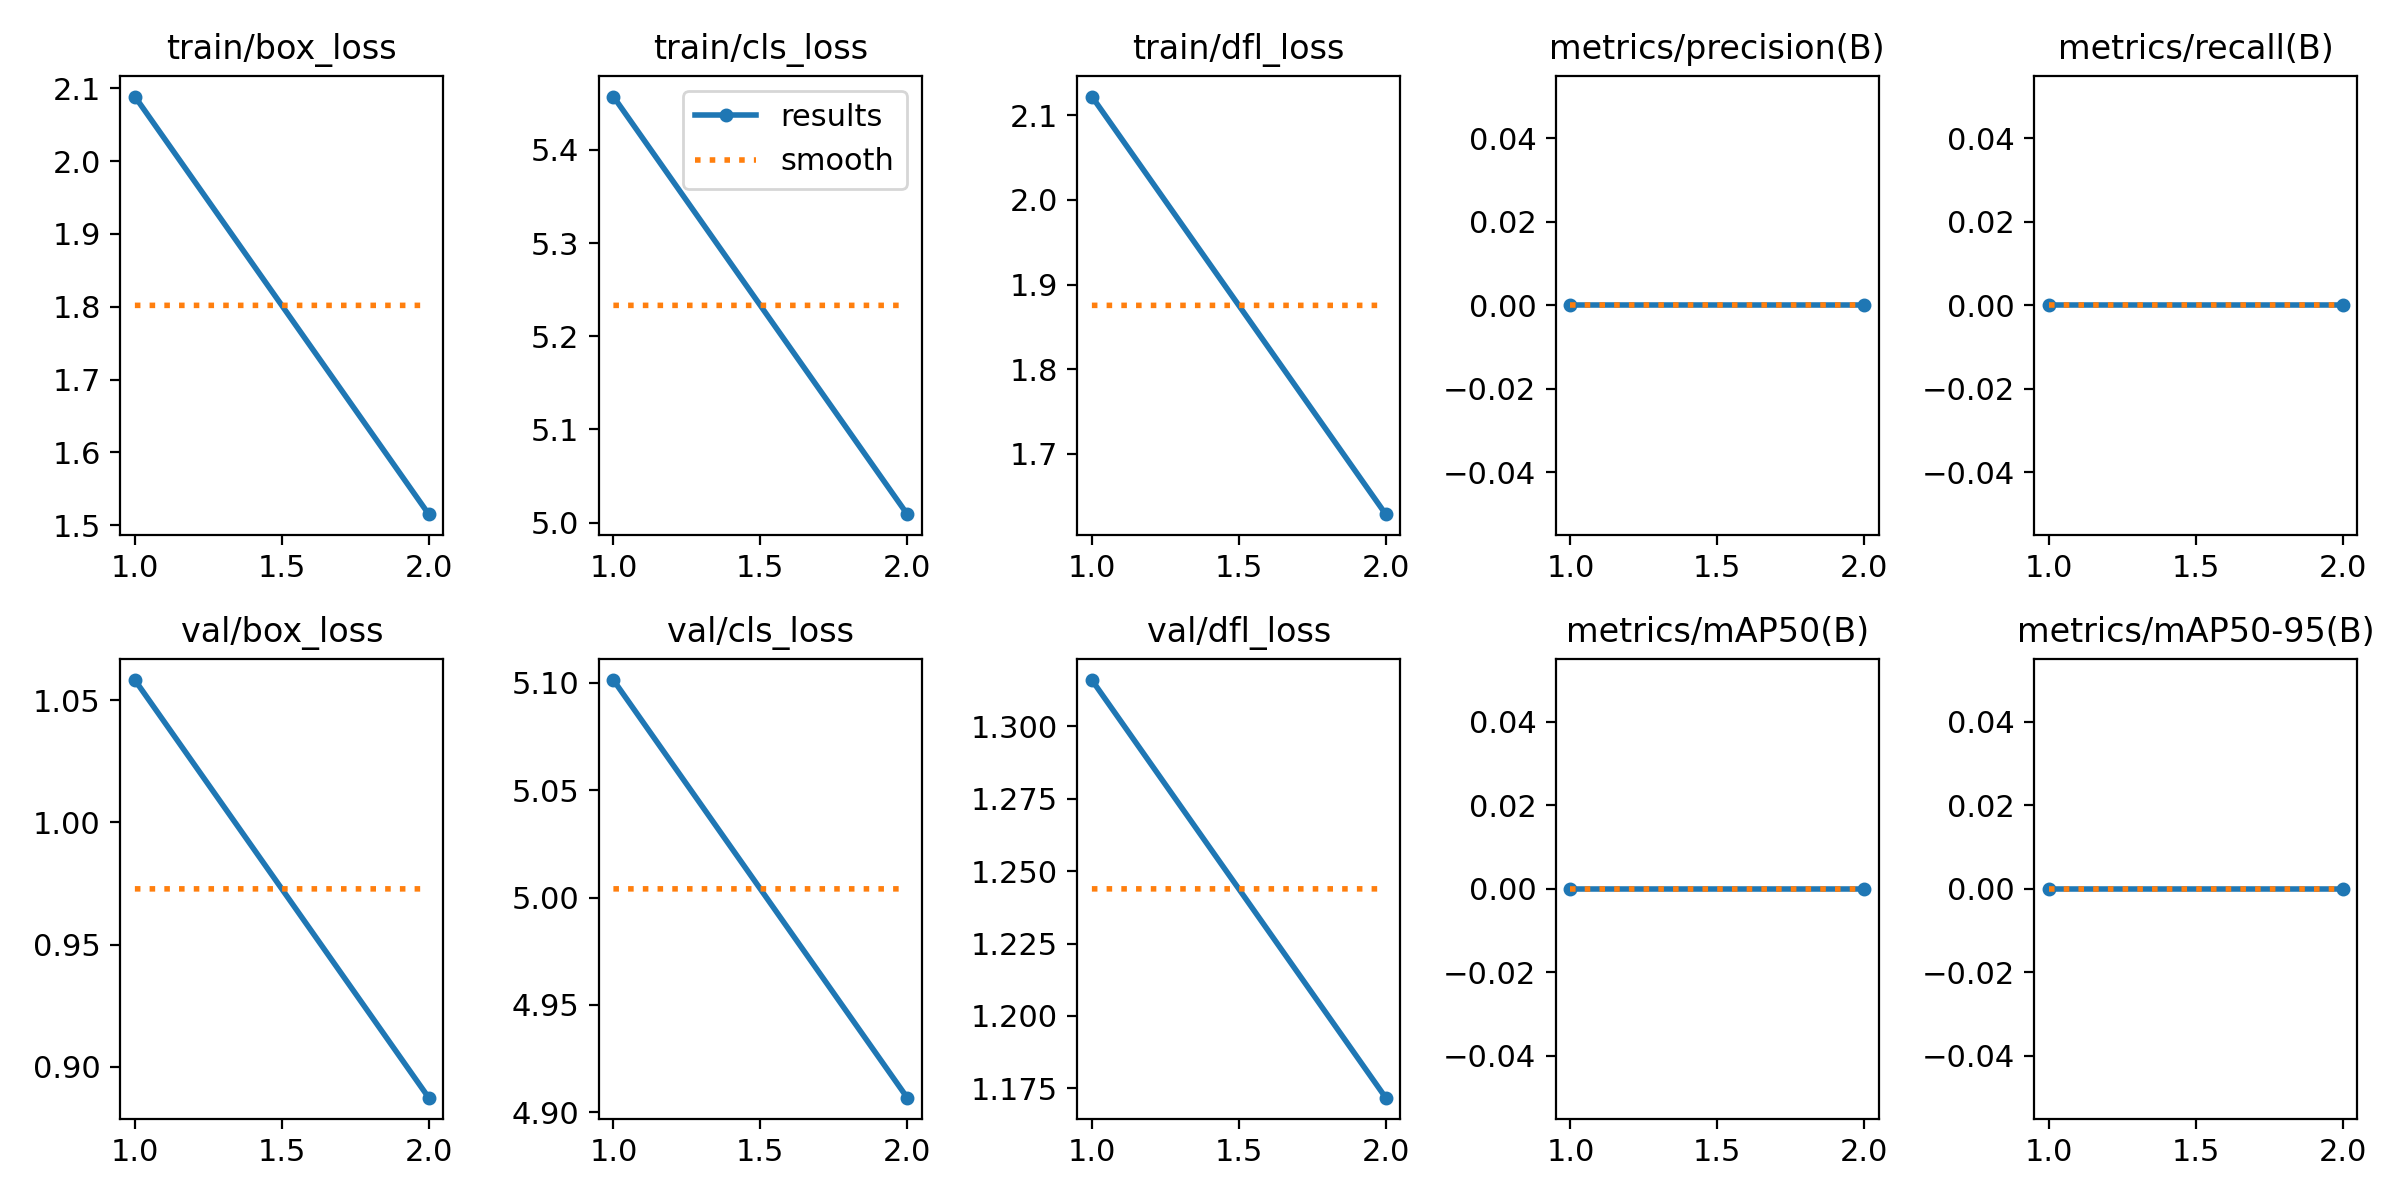 train/box_loss
train/cls_loss
train/dfl_loss
metrics/precision(B)
metrics/recall(B)
2.1
2.0
1.9
1.8
1.7
1.6
1.5
1.0 1.5 2.0
results
smooth
5.4
5.3
5.2
5.1
5.0
1.0 1.5 2.0
2.1
2.0
1.9
1.8
1.7
1.0 1.5 2.0
0.04
0.02
0.00
−0.02
−0.04
1.0 1.5 2.0
0.04
0.02
0.00
−0.02
−0.04
1.0 1.5 2.0
val/box_loss
val/cls_loss
val/dfl_loss
metrics/mAP50(B)
metrics/mAP50-95(B)
1.05
1.00
0.95
0.90
1.0 1.5 2.0
5.10
5.05
5.00
4.95
4.90
1.0 1.5 2.0
1.300
1.275
1.250
1.225
1.200
1.175
1.0 1.5 2.0
0.04
0.02
0.00
−0.02
−0.04
1.0 1.5 2.0
0.04
0.02
0.00
−0.02
−0.04
1.0 1.5 2.0